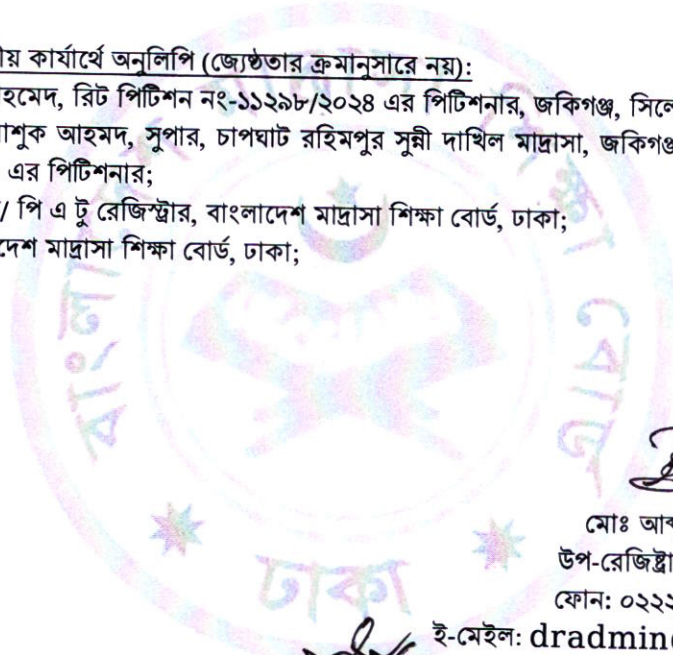 য় কার্যার্থে অনুলিপি (জ্যেষ্ঠতার ক্রমানুসারে নয়):
হমেদ, রিট পিটিশন নং-১১২৯৮/২০২৪ এর পিটিশনার, জকিগঞ্জ, সিলে
াশুক আহমদ, সুপার, চাপঘাট রহিমপুর সুন্নী দাখিল মাদ্রাসা, জকিগঞ্জ
এর পিটিশনার;
/ পি এ টু রেজিস্ট্রার, বাংলাদেশ মাদ্রাসা শিক্ষা বোর্ড, ঢাকা;
দেশ মাদ্রাসা শিক্ষা বোর্ড, ঢাকা;
বাংলাদেশ মাদ্রাসা শিক্ষা বোর্ড
ঢাকা
মোঃ আব
উপ-রেজিষ্ট্রা
ফোন: ০২২
ই-মেইল: dradmin@